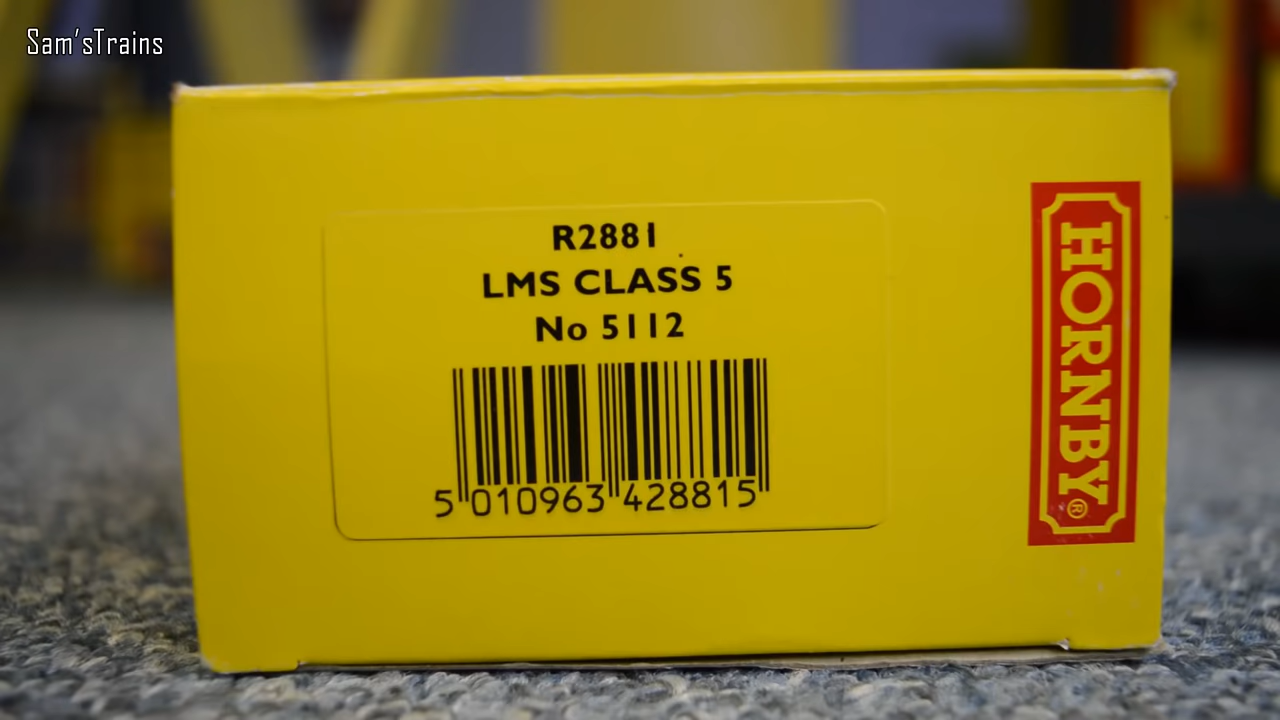 Sam'sTrains
R2881
LMS CLASS 5
No 5112
5 010963 428815
HORNBY®